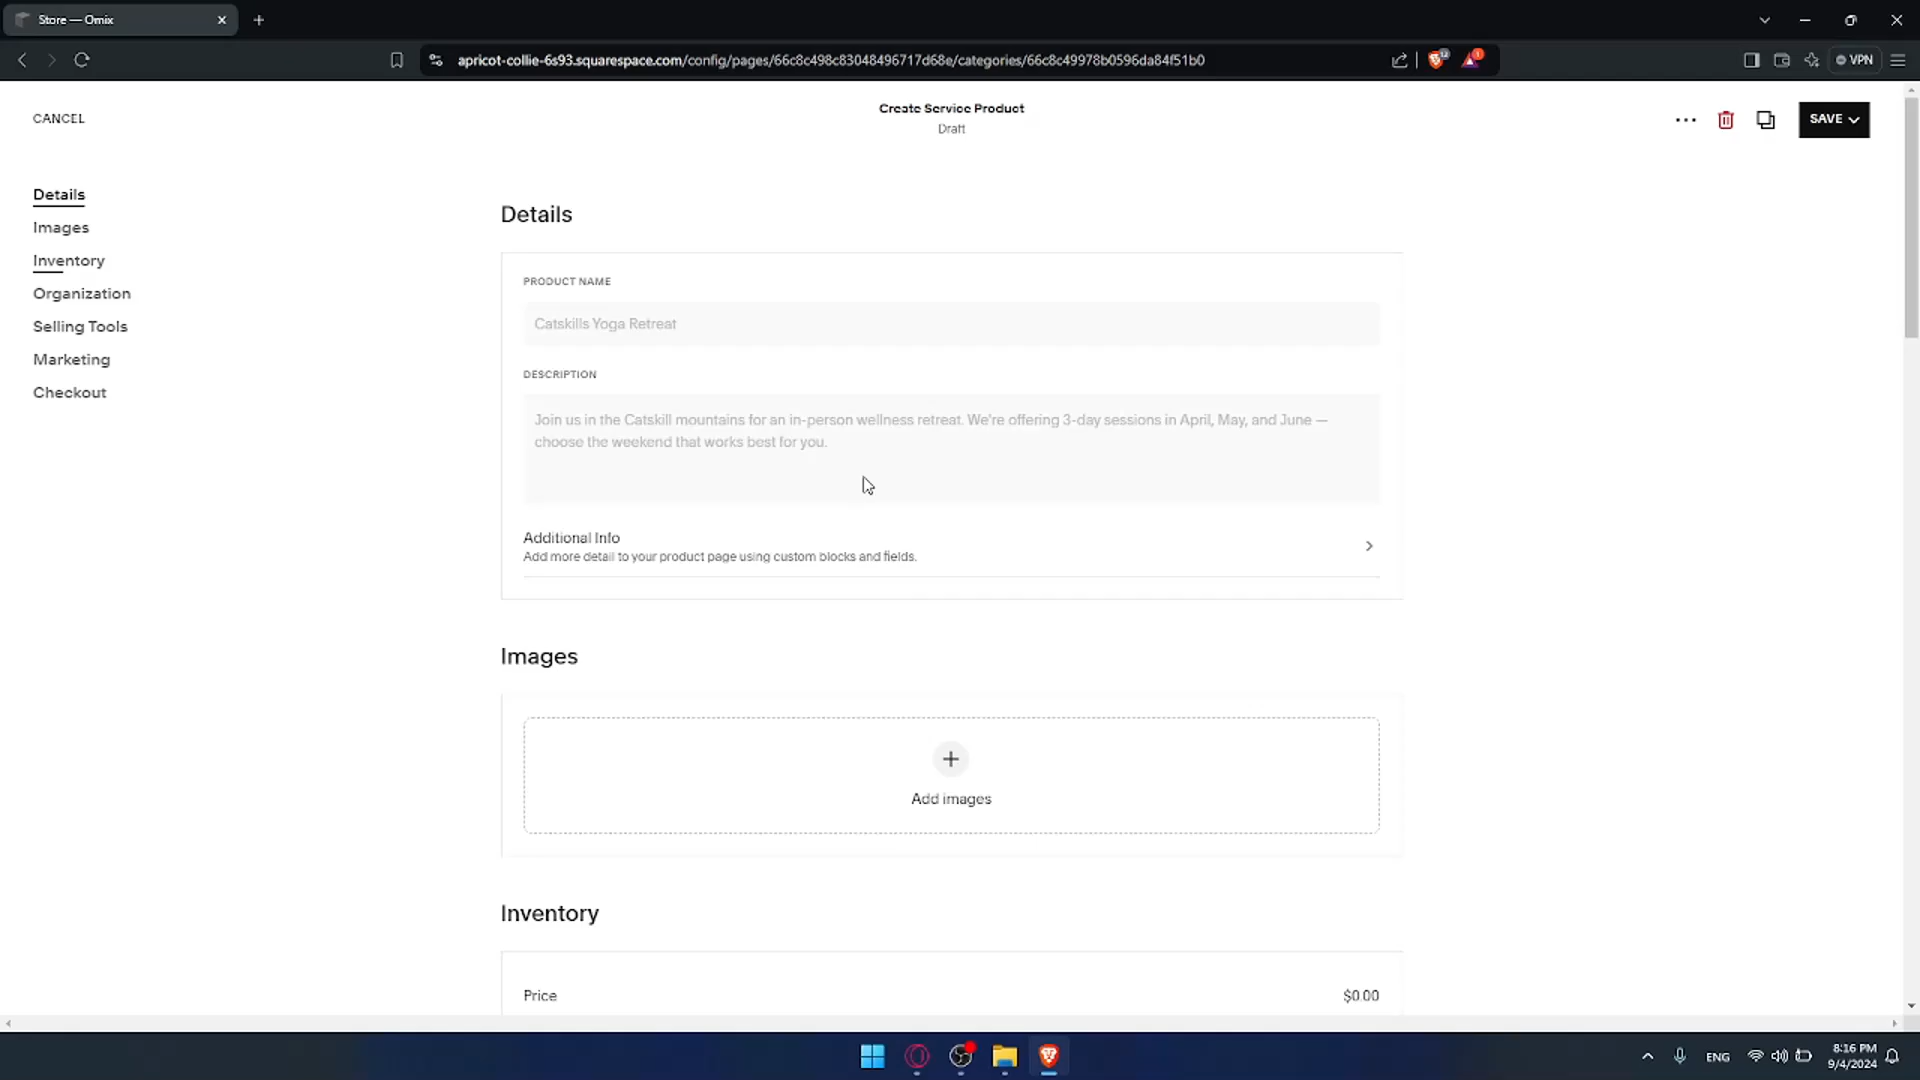 Store — Omix
apricot-collie-6s93.squarespace.com/config/pages/66c8c498c83048496717d68e/categories/66c8c49978b0596da84f51b0
VPN
CANCEL
Create Service Product
Draft
SAVE
Details
Images
Inventory
Organization
Selling Tools
Marketing
Checkout
Details
PRODUCT NAME
Catskills Yoga Retreat
DESCRIPTION
Join us in the Catskill mountains for an in-person wellness retreat. We're offering 3-day sessions in April, May, and June —
choose the weekend that works best for you.
Additional Info
Add more detail to your product page using custom blocks and fields.
Images
Add images
Inventory
Price $0.00
ENG
8:16 PM
9/4/2024